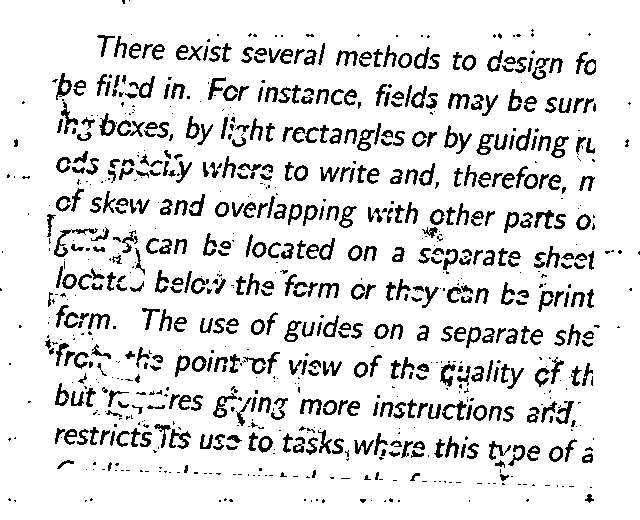 There exist several methods to design fo
be filled in. For instance, fields may be surr
ing boxes, by light rectangles or by guiding ru
ods specify where to write and, therefore, m
of skew and overlapping with other parts o
guides can be located on a separate sheet
located below the form or they can be print
form. The use of guides on a separate she
from the point of view of the quality of th
but requires giving more instructions and,
restricts its use to tasks where this type of a